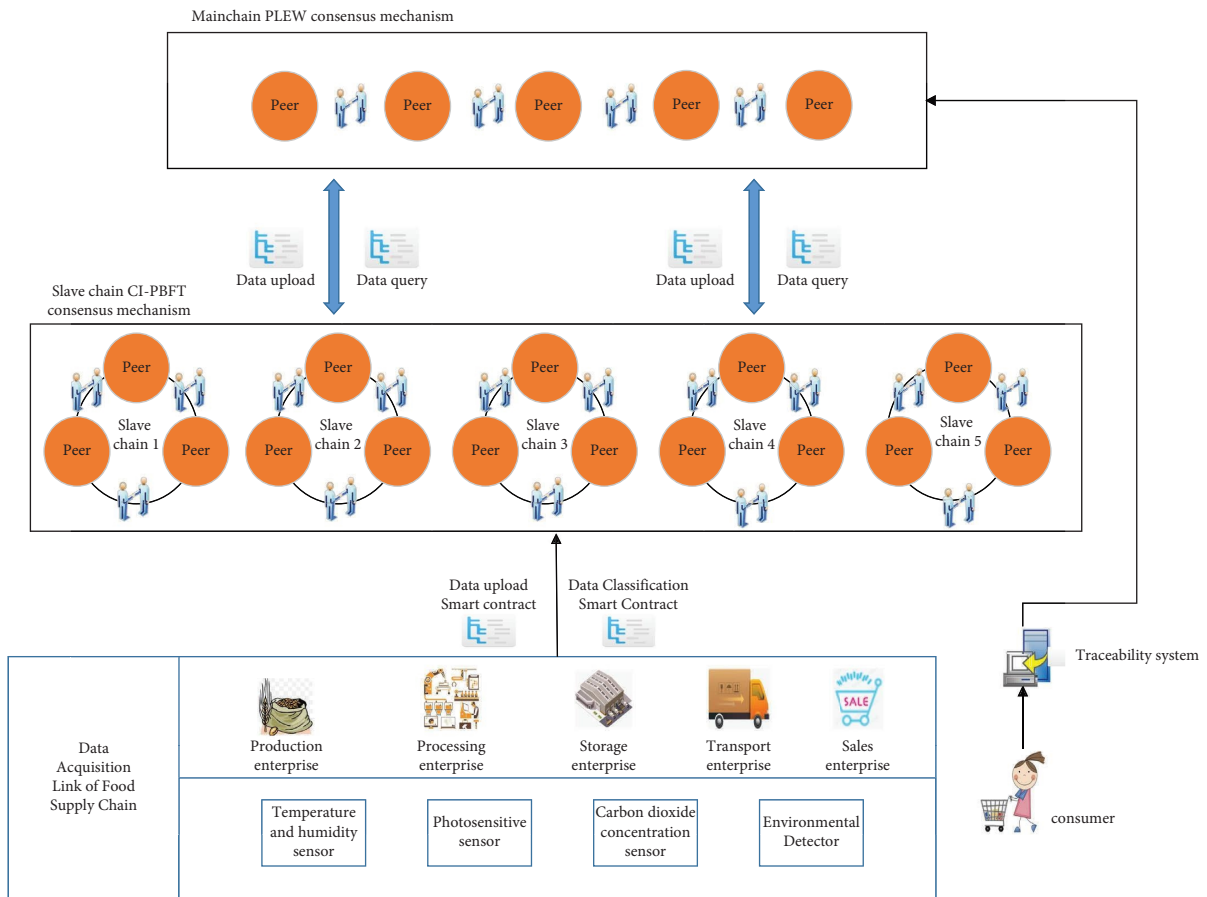 Mainchain PLEW consensus mechanism
Peer
Peer
Peer
Peer
Peer
Data upload
Data query
Data upload
Data query
Slave chain CI-PBFT
consensus mechanism
Peer
Peer
Peer
Slave
chain 1
Peer
Peer
Peer
Slave
chain 2
Peer
Peer
Peer
Slave
chain 3
Peer
Peer
Peer
Slave
chain 4
Peer
Peer
Peer
Slave
chain 5
Data upload
Smart contract
Data Classification
Smart Contract
Data
Acquisition
Link of Food
Supply Chain
Production
enterprise
Processing
enterprise
Storage
enterprise
Transport
enterprise
SALE
Sales
enterprise
Temperature
and humidity
sensor
Photosensitive
sensor
Carbon dioxide
concentration
sensor
Environmental
Detector
Traceability system
consumer